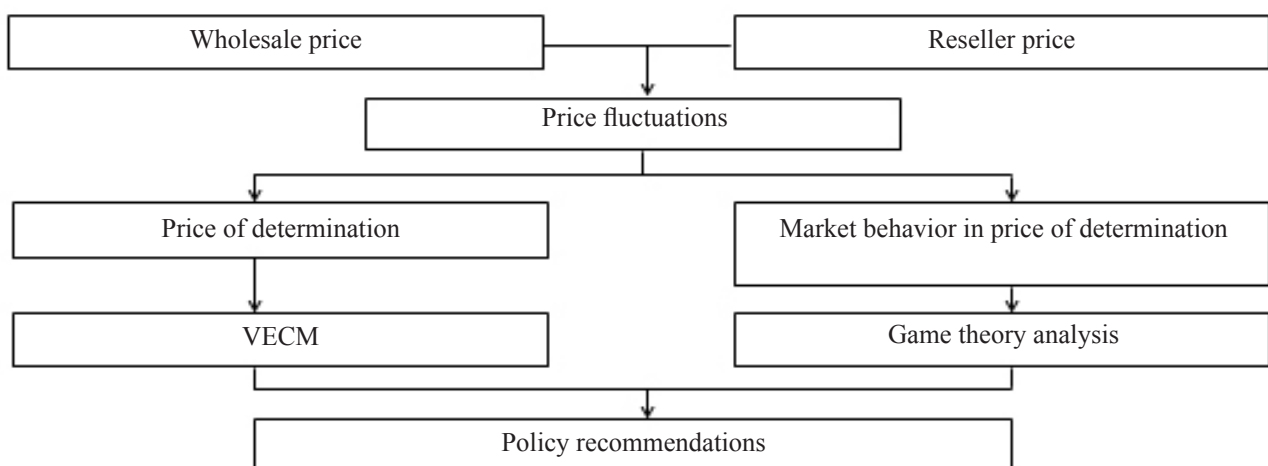 Wholesale price
Reseller price
Price fluctuations
Price of determination
Market behavior in price of determination
VECM
Game theory analysis
Policy recommendations